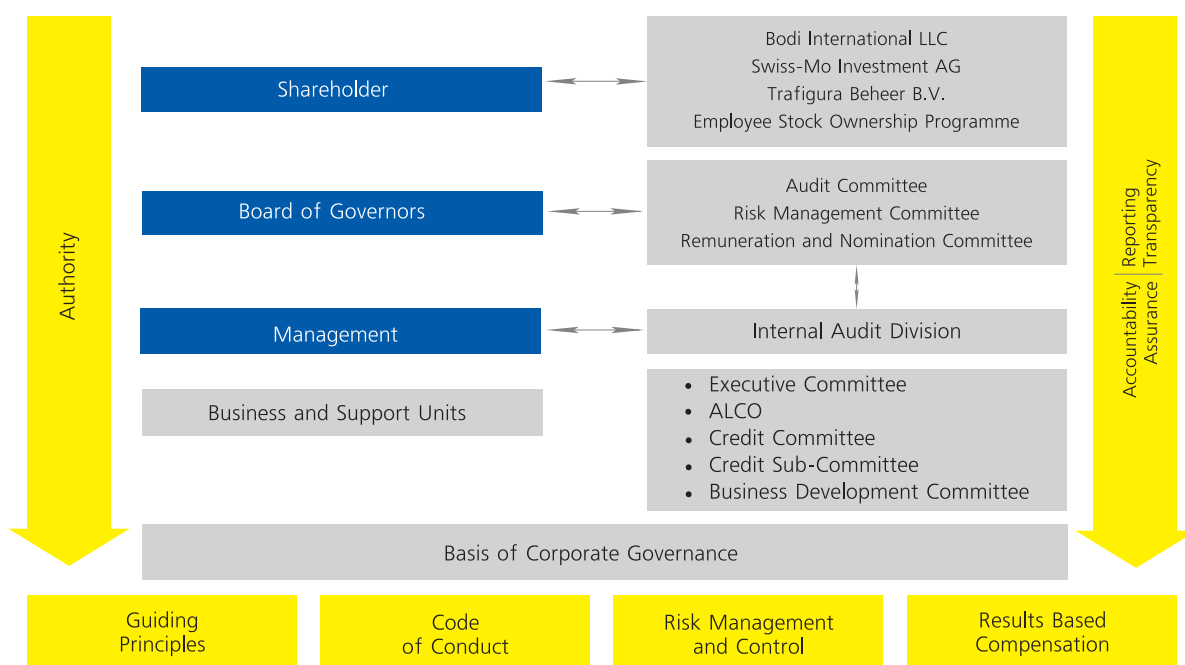 Authority
Shareholder
Bodi International LLC
Swiss-Mo Investment AG
Trafigura Beheer B.V.
Employee Stock Ownership Programme
Board of Governors
Audit Committee
Risk Management Committee
Remuneration and Nomination Committee
Management
Internal Audit Division
Business and Support Units
• Executive Committee
• ALCO
• Credit Committee
• Credit Sub-Committee
• Business Development Committee
Accountability | Reporting
Assurance | Transparency
Basis of Corporate Governance
Guiding
Principles
Code
of Conduct
Risk Management
and Control
Results Based
Compensation